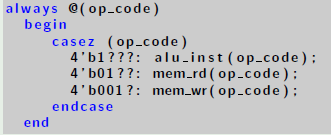 always @(op_code)
begin
casez (op_code)
4'b1???: alu_inst(op_code);
4'b01??: mem_rd(op_code);
4'b001?: mem_wr(op_code);
endcase
end